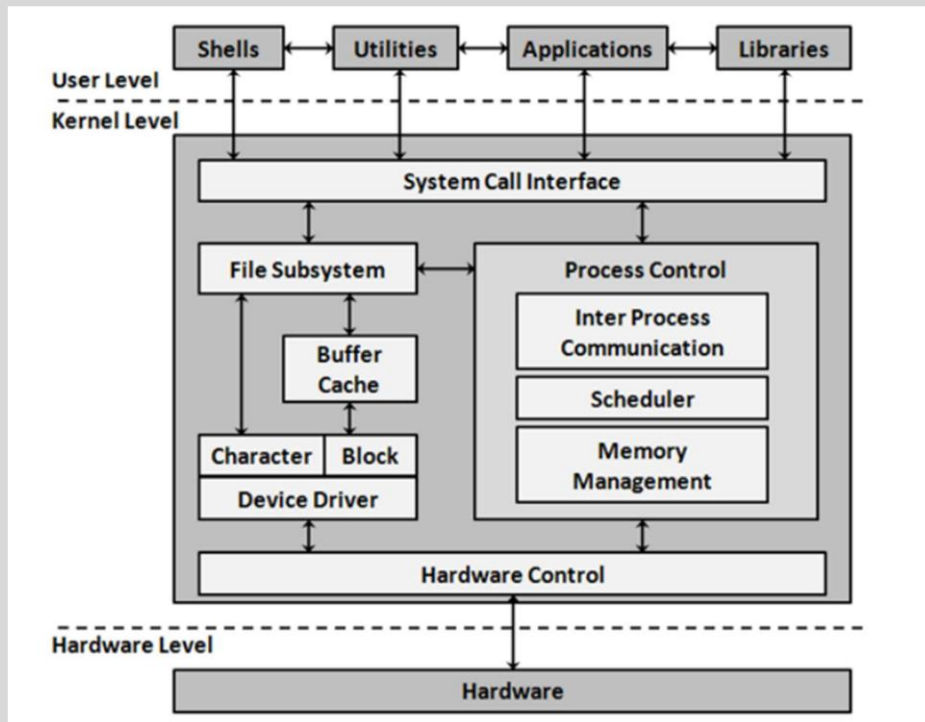 Shells Utilities Applications Libraries
User Level
Kernel Level
System Call Interface
File Subsystem
Process Control
Inter Process
Communication
Buffer
Cache
Scheduler
Character Block
Memory
Management
Device Driver
Hardware Control
Hardware Level
Hardware